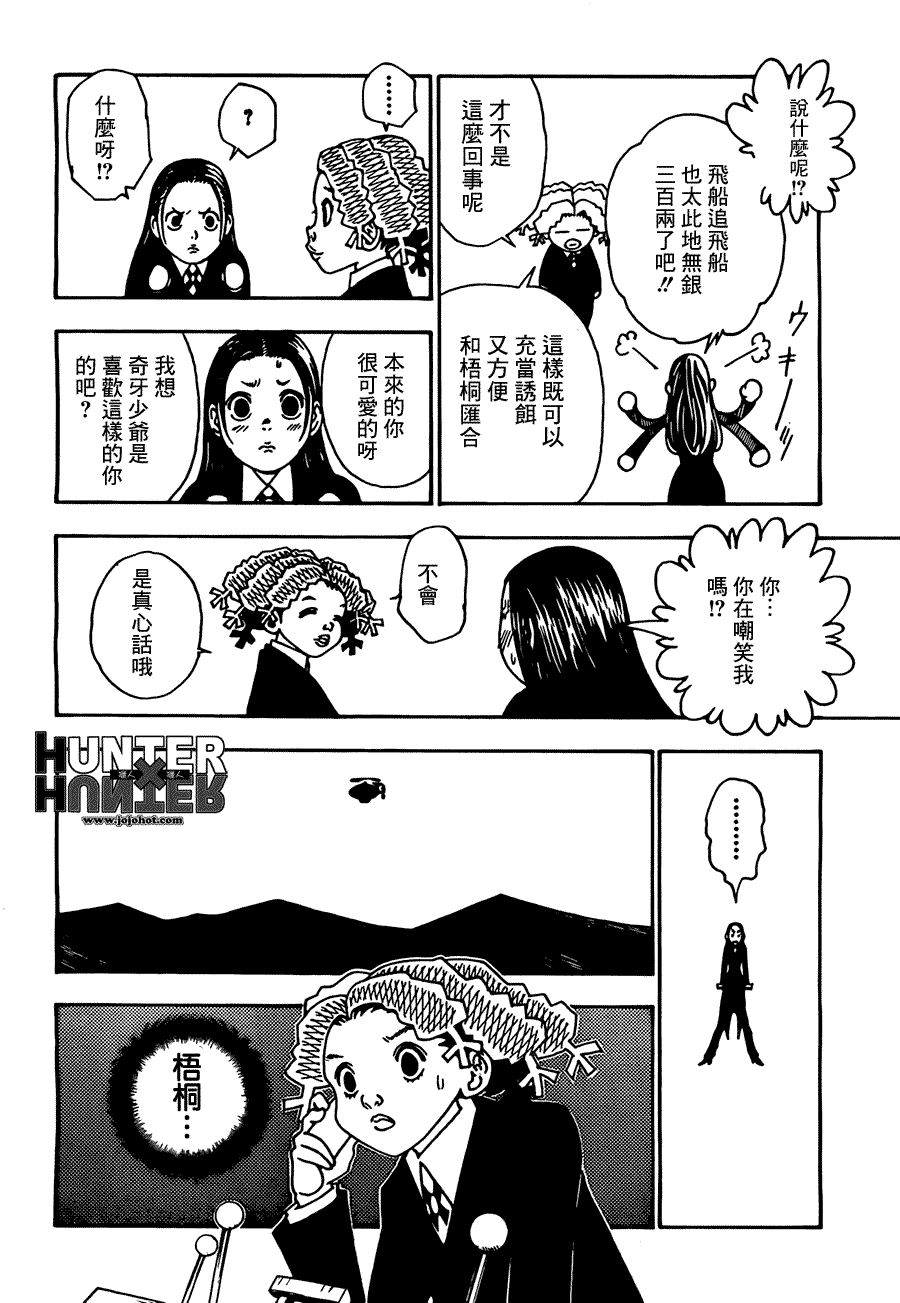 說什麼呢!?
飛船追飛船
也太此地無銀
三百兩了吧!!
ウキーッ
才不是
這麼回事呢
這樣既可以
充當誘餌
又方便
和梧桐匯合
……
?
什麼呀!?
本來的你
很可愛的呀
我想
奇牙少爺是
喜歡這樣的你
的吧?
你…
你在嘲笑我
嗎!?
不會
是真心話哦
………
HUNTER
×
HUNTER
獵人
獵人
www.jojohot.com
梧桐…